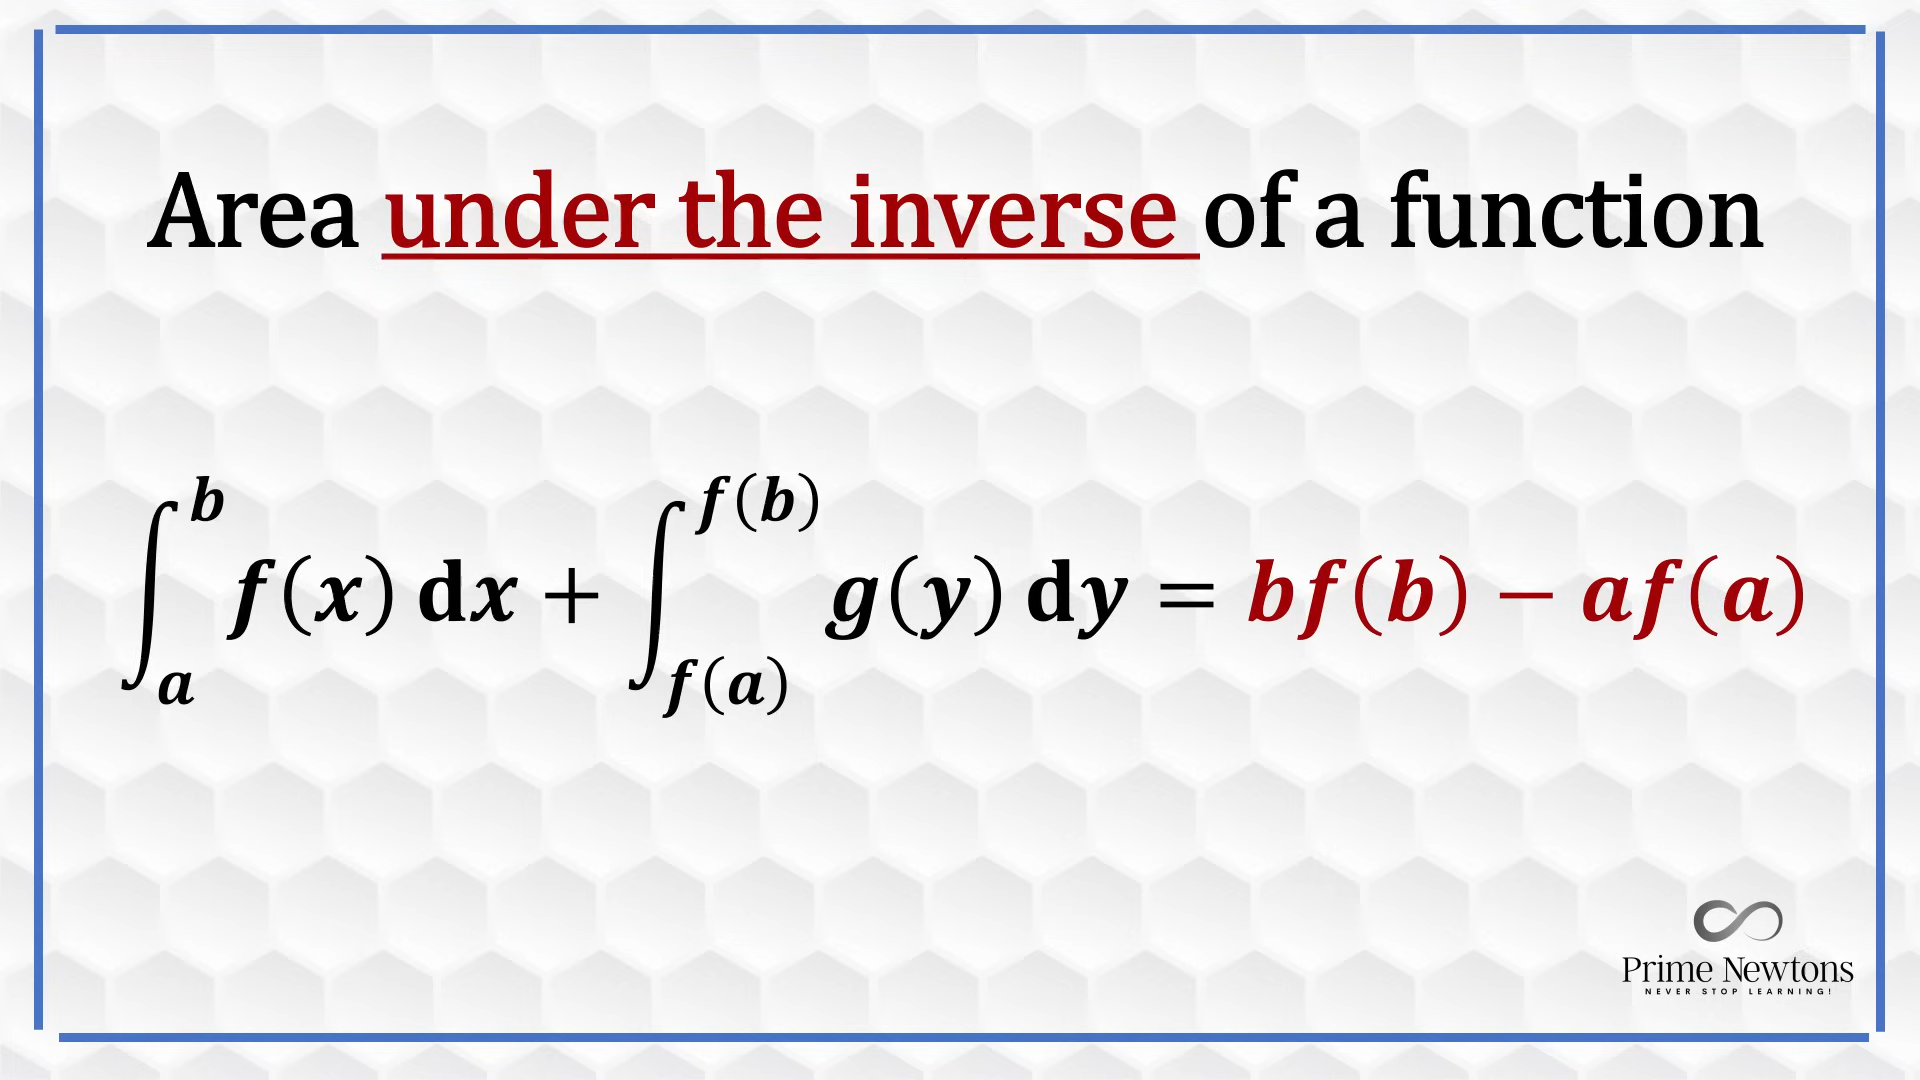 Area under the inverse of a function
∫_a^b f(x) dx + ∫_{f(a)}^{f(b)} g(y) dy = bf(b) − af(a)
Prime Newtons
NEVER STOP LEARNING!